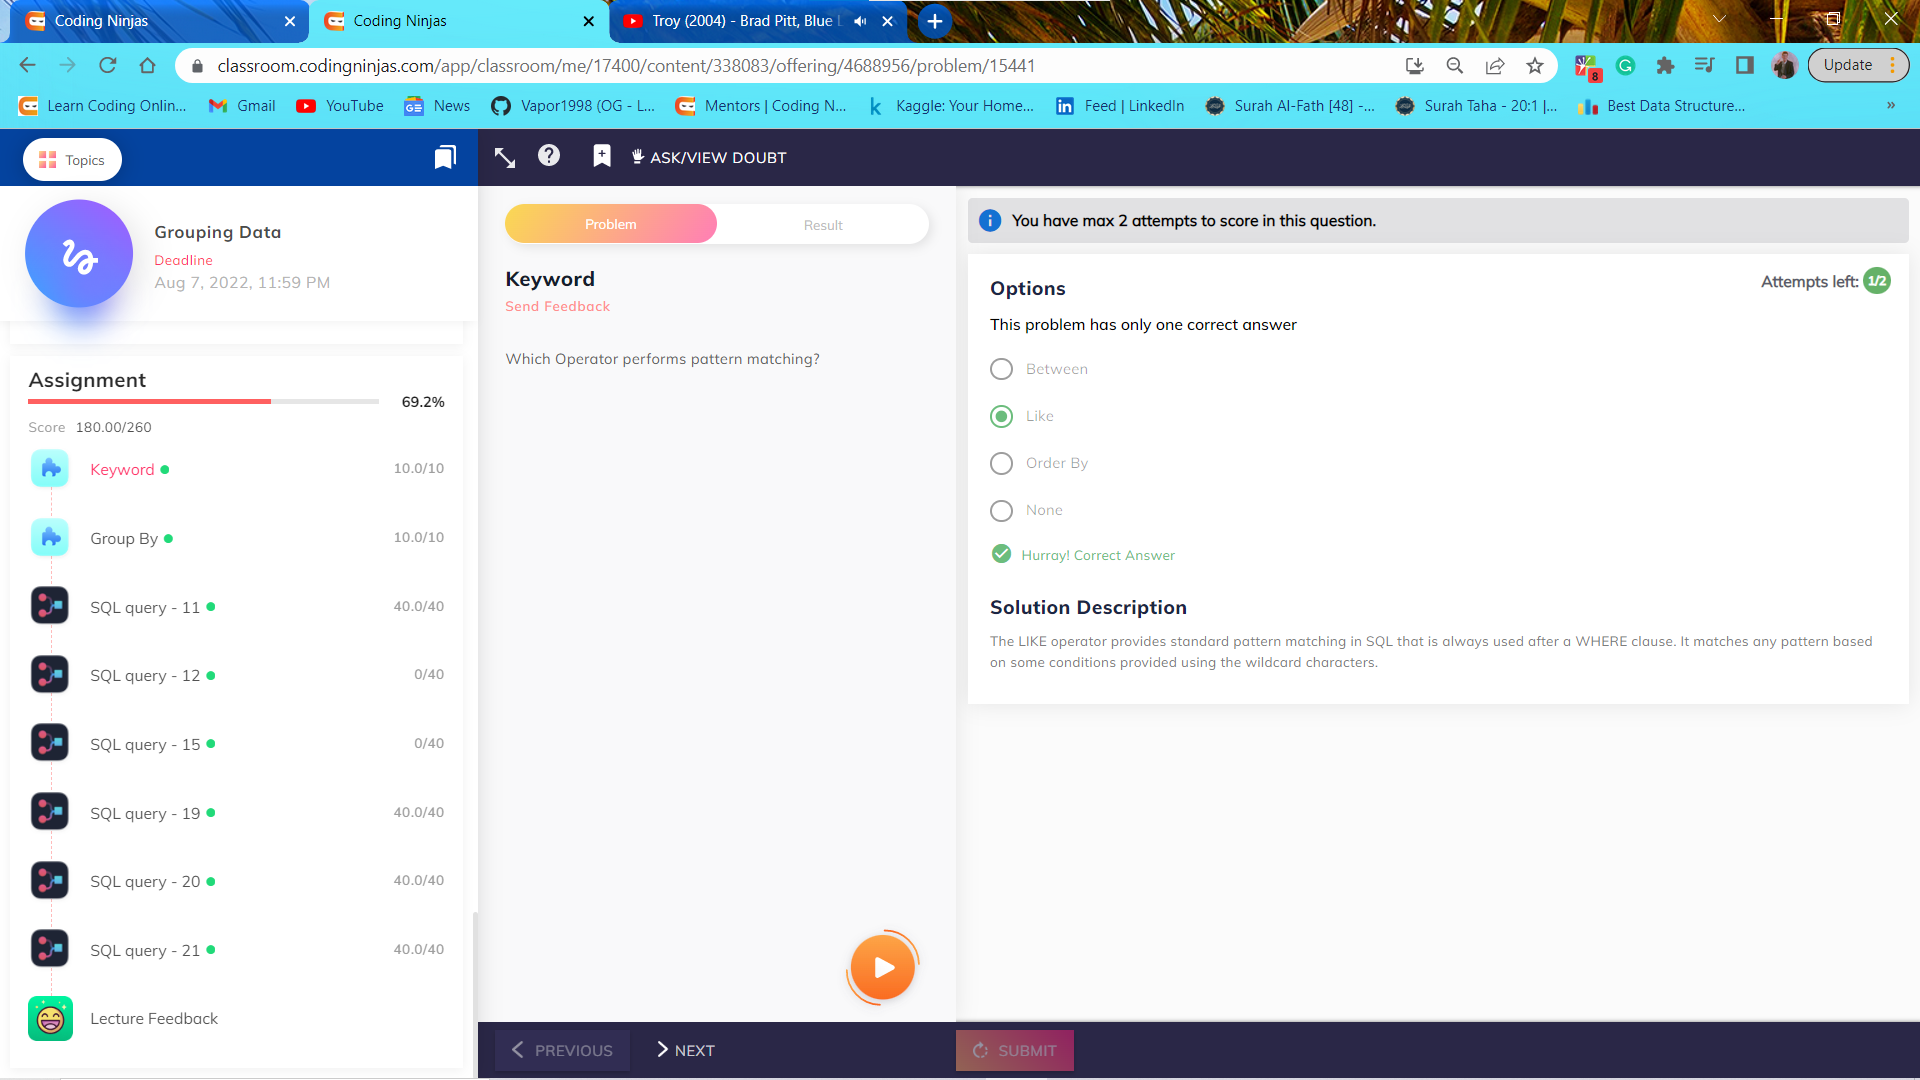 Coding Ninjas
Coding Ninjas
Troy (2004) - Brad Pitt, Blue
classroom.codingninjas.com/app/classroom/me/17400/content/338083/offering/4688956/problem/15441
8
Update
Learn Coding Onlin...
Gmail
YouTube
News
Vapor1998 (OG - L...
Mentors | Coding N...
Kaggle: Your Home...
Feed | LinkedIn
Surah Al-Fath [48] -...
Surah Taha - 20:1 |...
Best Data Structure...
»
Topics
ASK/VIEW DOUBT
Grouping Data
Deadline
Aug 7, 2022, 11:59 PM
Assignment
69.2%
Score 180.00/260
Keyword 10.0/10
Group By 10.0/10
SQL query - 11 40.0/40
SQL query - 12 0/40
SQL query - 15 0/40
SQL query - 19 40.0/40
SQL query - 20 40.0/40
SQL query - 21 40.0/40
Lecture Feedback
Problem
Result
Keyword
Send Feedback
Which Operator performs pattern matching?
You have max 2 attempts to score in this question.
Options
Attempts left: 1/2
This problem has only one correct answer
Between
Like
Order By
None
Hurray! Correct Answer
Solution Description
The LIKE operator provides standard pattern matching in SQL that is always used after a WHERE clause. It matches any pattern based
on some conditions provided using the wildcard characters.
PREVIOUS
NEXT
SUBMIT